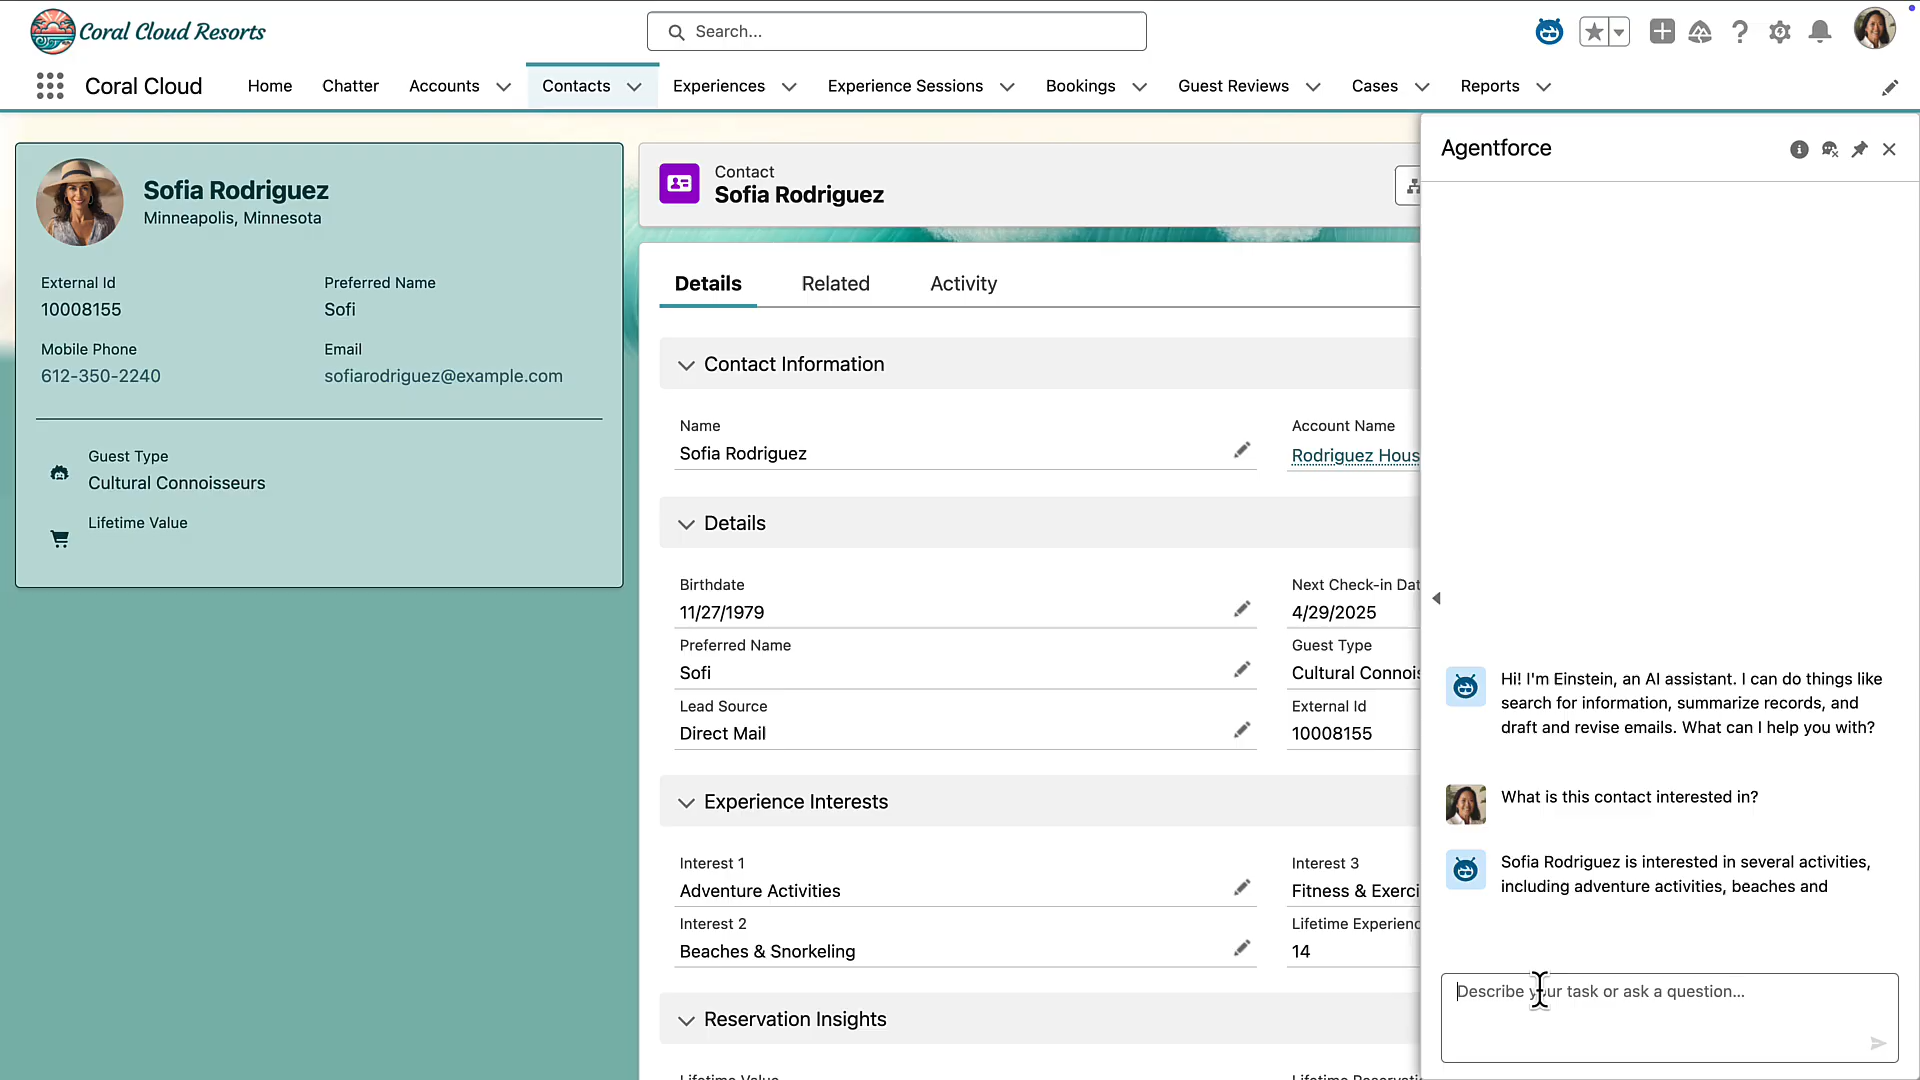 Coral Cloud Resorts
Search...
Coral Cloud
Home
Chatter
Accounts
Contacts
Experiences
Experience Sessions
Bookings
Guest Reviews
Cases
Reports
Sofia Rodriguez
Minneapolis, Minnesota
External Id
Preferred Name
10008155
Sofi
Mobile Phone
Email
612-350-2240
sofiarodriguez@example.com
Guest Type
Cultural Connoisseurs
Lifetime Value
Contact
Sofia Rodriguez
Details
Related
Activity
Contact Information
Name
Account Name
Sofia Rodriguez
Rodriguez Hous
Details
Birthdate
Next Check-in Dat
11/27/1979
4/29/2025
Preferred Name
Guest Type
Sofi
Cultural Connois
Lead Source
External Id
Direct Mail
10008155
Experience Interests
Interest 1
Interest 3
Adventure Activities
Fitness & Exerci
Interest 2
Lifetime Experienc
Beaches & Snorkeling
14
Reservation Insights
Lifetime Value
Lifetime Reservatio
Agentforce
Hi! I'm Einstein, an AI assistant. I can do things like
search for information, summarize records, and
draft and revise emails. What can I help you with?
What is this contact interested in?
Sofia Rodriguez is interested in several activities,
including adventure activities, beaches and
Describe your task or ask a question...